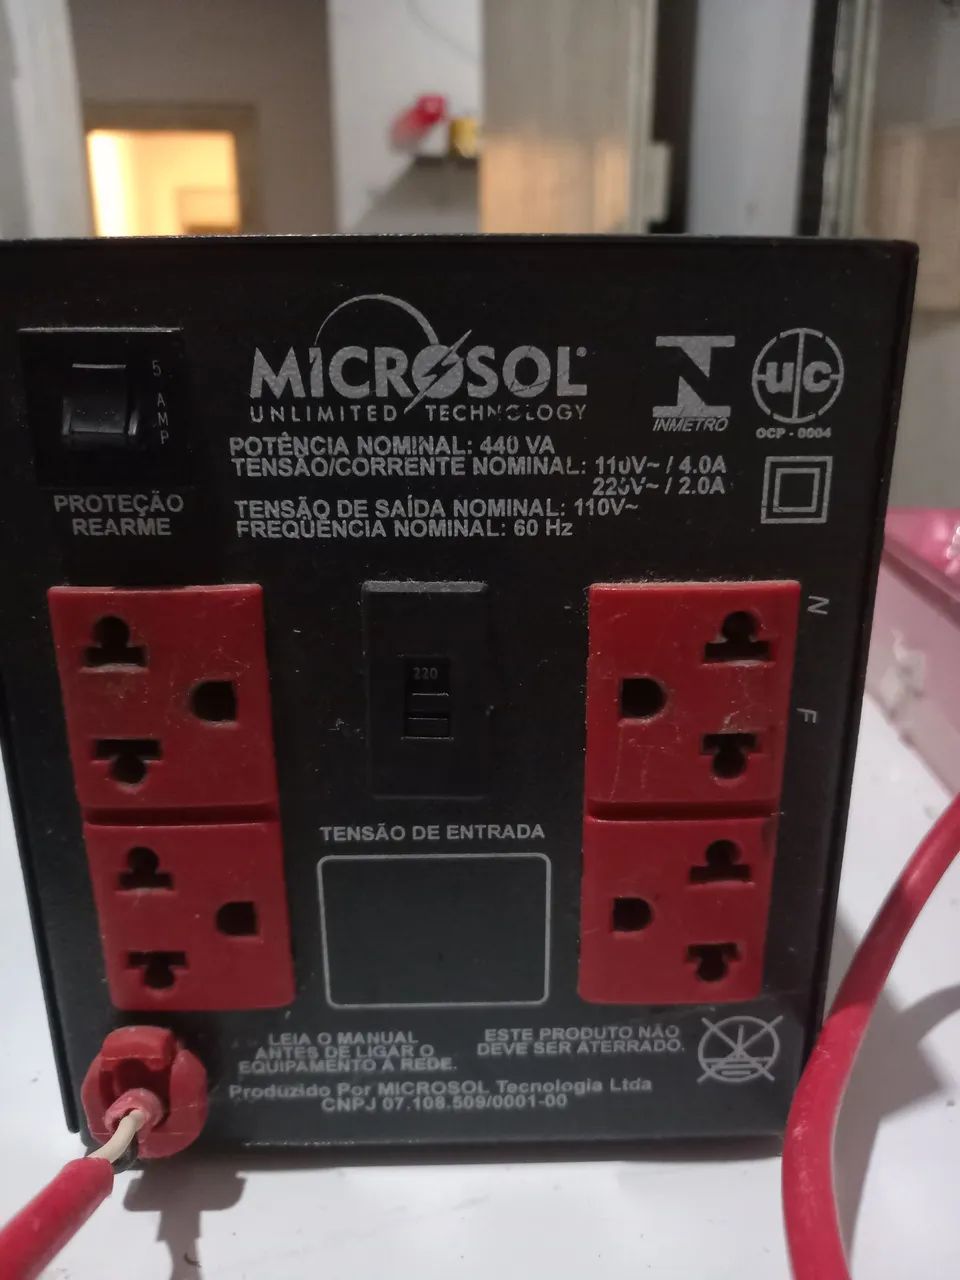 5
AMP
MICROSOL
UNLIMITED TECHNOLOGY
INMETRO
UC
OCP - 0004
POTÊNCIA NOMINAL: 440 VA
TENSÃO/CORRENTE NOMINAL: 110V~ / 4.0A
220V~ / 2.0A
TENSÃO DE SAÍDA NOMINAL: 110V~
FREQÜÊNCIA NOMINAL: 60 Hz
PROTEÇÃO
REARME
N
F
220
TENSÃO DE ENTRADA
LEIA O MANUAL
ANTES DE LIGAR O
EQUIPAMENTO A REDE.
ESTE PRODUTO NÃO
DEVE SER ATERRADO.
Produzido Por MICROSOL Tecnologia Ltda
CNPJ 07.108.509/0001-00